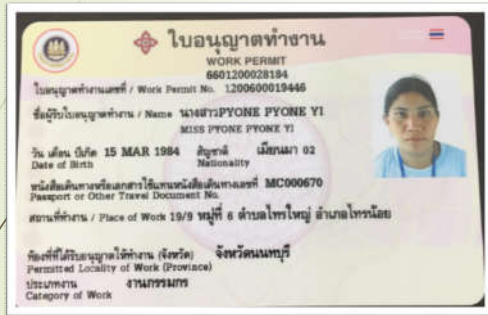 ใบอนุญาตทำงาน
WORK PERMIT
6601200028184
ใบอนุญาตทำงานเลขที่ / Work Permit No. 1200600019446
ชื่อผู้รับใบอนุญาตทำงาน / Name นางสาวPYONE PYONE YI
MISS PYONE PYONE YI
วัน เดือน ปีเกิด 15 MAR 1984 สัญชาติ เมียนมา 02
Date of Birth Nationality
หนังสือเดินทางหรือเอกสารใช้แทนหนังสือเดินทางเลขที่ MC000670
Passport or Other Travel Document No.
สถานที่ทำงาน / Place of Work 19/9 หมู่ที่ 6 ตำบลไทรใหญ่ อำเภอไทรน้อย
ท้องที่ที่ได้รับอนุญาตให้ทำงาน (จังหวัด) จังหวัดนนทบุรี
Permitted Locality of Work (Province)
ประเภทงาน งานกรรมกร
Category of Work